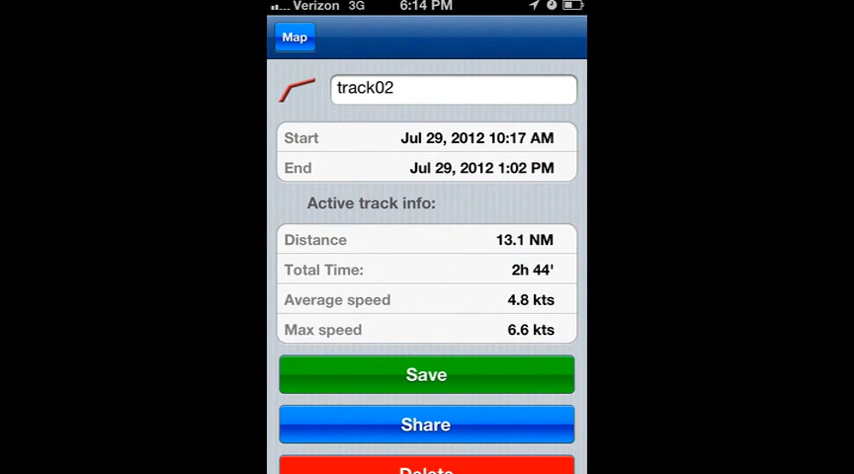 Verizon 3G 6:14 PM
Map
track02
Start Jul 29, 2012 10:17 AM
End Jul 29, 2012 1:02 PM
Active track info:
Distance 13.1 NM
Total Time: 2h 44'
Average speed 4.8 kts
Max speed 6.6 kts
Save
Share
Delete